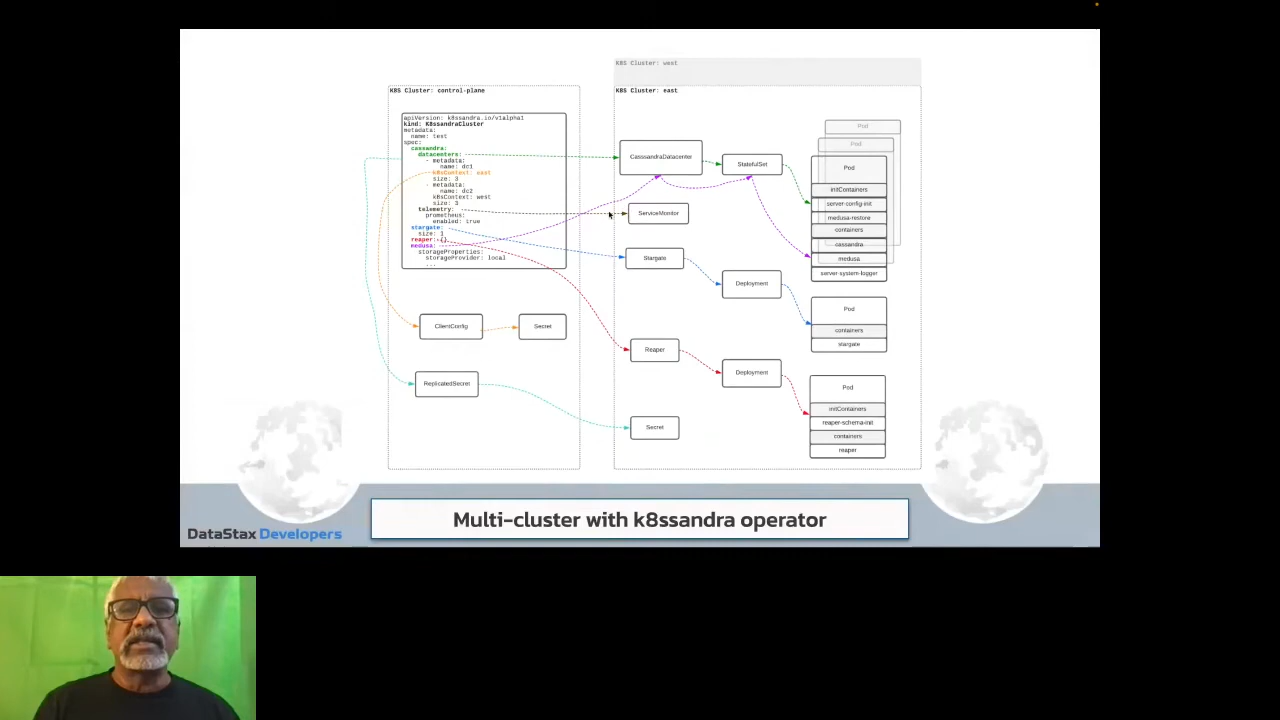 K8S Cluster: west
K8S Cluster: control-plane
K8S Cluster: east
apiVersion: k8ssandra.io/v1alpha1
kind: K8ssandraCluster
metadata:
name: test
spec:
cassandra:
datacenters:
- metadata:
name: dc1
k8sContext: east
size: 3
- metadata:
name: dc2
k8sContext: west
size: 3
telemetry:
prometheus:
enabled: true
stargate:
size: 1
reaper: {}
medusa:
storageProperties:
storageProvider: local
...
ClientConfig
Secret
ReplicatedSecret
CasssandraDatacenter
StatefulSet
ServiceMonitor
Stargate
Deployment
Reaper
Deployment
Secret
Pod
Pod
Pod
initContainers
server-config-init
medusa-restore
containers
cassandra
medusa
server-system-logger
Pod
containers
stargate
Pod
initContainers
reaper-schema-init
containers
reaper
Multi-cluster with k8ssandra operator
DataStax Developers